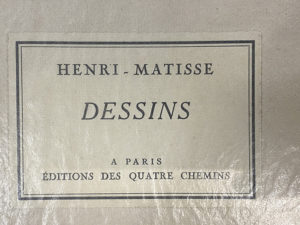 HENRI-MATISSE
DESSINS
A PARIS
ÉDITIONS DES QUATRE CHEMINS